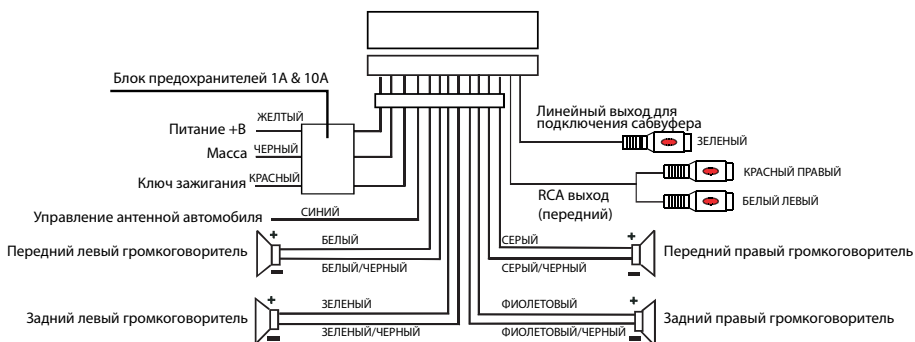 Блок предохранителей 1А & 10А
Питание +В
ЖЕЛТЫЙ
Масса
ЧЕРНЫЙ
Ключ зажигания
КРАСНЫЙ
Управление антенной автомобиля
СИНИЙ
Передний левый громкоговоритель
+
БЕЛЫЙ
БЕЛЫЙ/ЧЕРНЫЙ
Задний левый громкоговоритель
+
ЗЕЛЕНЫЙ
ЗЕЛЕНЫЙ/ЧЕРНЫЙ
Линейный выход для
подключения сабвуфера
ЗЕЛЕНЫЙ
КРАСНЫЙ ПРАВЫЙ
БЕЛЫЙ ЛЕВЫЙ
RCA выход
(передний)
СЕРЫЙ
СЕРЫЙ/ЧЕРНЫЙ
+
Передний правый громкоговоритель
ФИОЛЕТОВЫЙ
ФИОЛЕТОВЫЙ/ЧЕРНЫЙ
+
Задний правый громкоговоритель